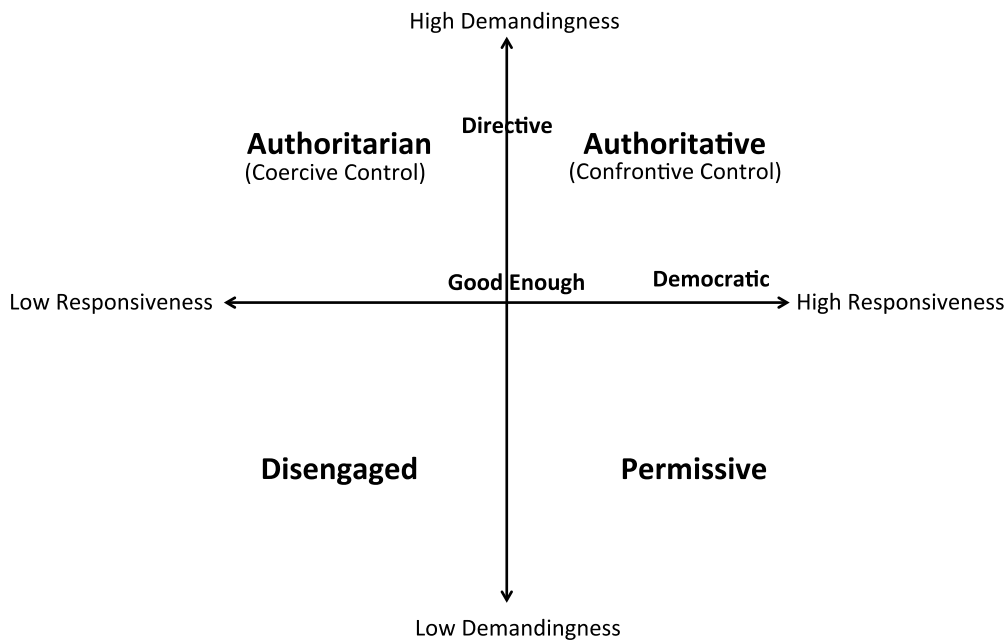 High Demandingness
Directive
Authoritarian
(Coercive Control)
Authoritative
(Confrontive Control)
Good Enough
Democratic
Low Responsiveness
High Responsiveness
Disengaged
Permissive
Low Demandingness